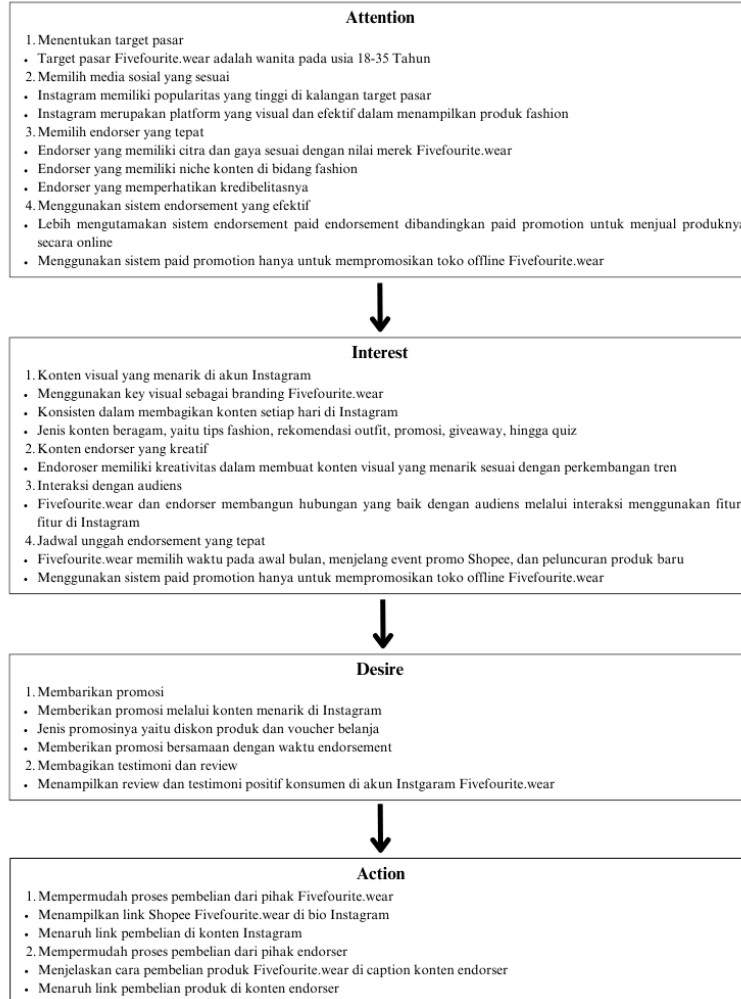 Attention
1. Menentukan target pasar
• Target pasar Fivefourite.wear adalah wanita pada usia 18-35 Tahun
2. Memilih media sosial yang sesuai
• Instagram memiliki popularitas yang tinggi di kalangan target pasar
• Instagram merupakan platform yang visual dan efektif dalam menampilkan produk fashion
3. Memilih endorser yang tepat
• Endorser yang memiliki citra dan gaya sesuai dengan nilai merek Fivefourite.wear
• Endorser yang memiliki niche konten di bidang fashion
• Endorser yang memperhatikan kredibelitasnya
4. Menggunakan sistem endorsement yang efektif
• Lebih mengutamakan sistem endorsement paid endorsement dibandingkan paid promotion untuk menjual produknya
secara online
• Menggunakan sistem paid promotion hanya untuk mempromosikan toko offline Fivefourite.wear
Interest
1. Konten visual yang menarik di akun Instagram
• Menggunakan key visual sebagai branding Fivefourite.wear
• Konsisten dalam membagikan konten setiap hari di Instagram
• Jenis konten beragam, yaitu tips fashion, rekomendasi outfit, promosi, giveaway, hingga quiz
2. Konten endorser yang kreatif
• Endoroser memiliki kreativitas dalam membuat konten visual yang menarik sesuai dengan perkembangan tren
3. Interaksi dengan audiens
• Fivefourite.wear dan endorser membangun hubungan yang baik dengan audiens melalui interaksi menggunakan fitur
fitur di Instagram
4. Jadwal unggah endorsement yang tepat
• Fivefourite.wear memilih waktu pada awal bulan, menjelang event promo Shopee, dan peluncuran produk baru
• Menggunakan sistem paid promotion hanya untuk mempromosikan toko offline Fivefourite.wear
Desire
1. Membarikan promosi
• Memberikan promosi melalui konten menarik di Instagram
• Jenis promosinya yaitu diskon produk dan voucher belanja
• Memberikan promosi bersamaan dengan waktu endorsement
2. Membagikan testimoni dan review
• Menampilkan review dan testimoni positif konsumen di akun Instgaram Fivefourite.wear
Action
1. Mempermudah proses pembelian dari pihak Fivefourite.wear
• Menampilkan link Shopee Fivefourite.wear di bio Instagram
• Menaruh link pembelian di konten Instagram
2. Mempermudah proses pembelian dari pihak endorser
• Menjelaskan cara pembelian produk Fivefourite.wear di caption konten endorser
• Menaruh link pembelian produk di konten endorser